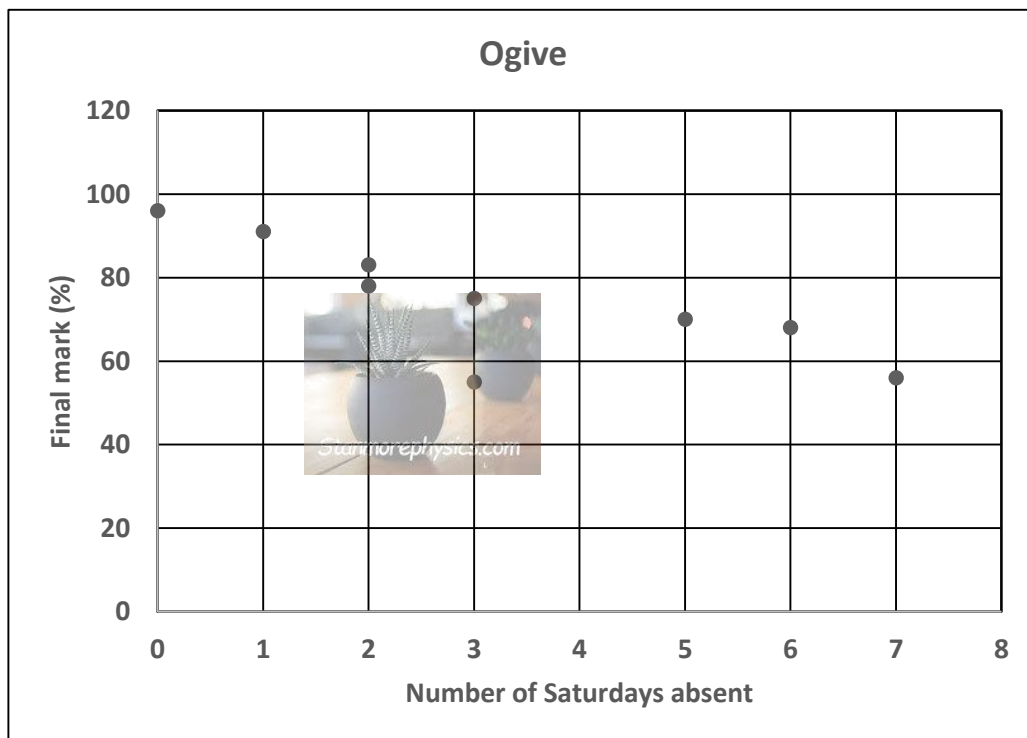 Ogive
120
100
80
60
40
20
0
Final mark (%)
Stanmorephysics.com
0 1 2 3 4 5 6 7 8
Number of Saturdays absent